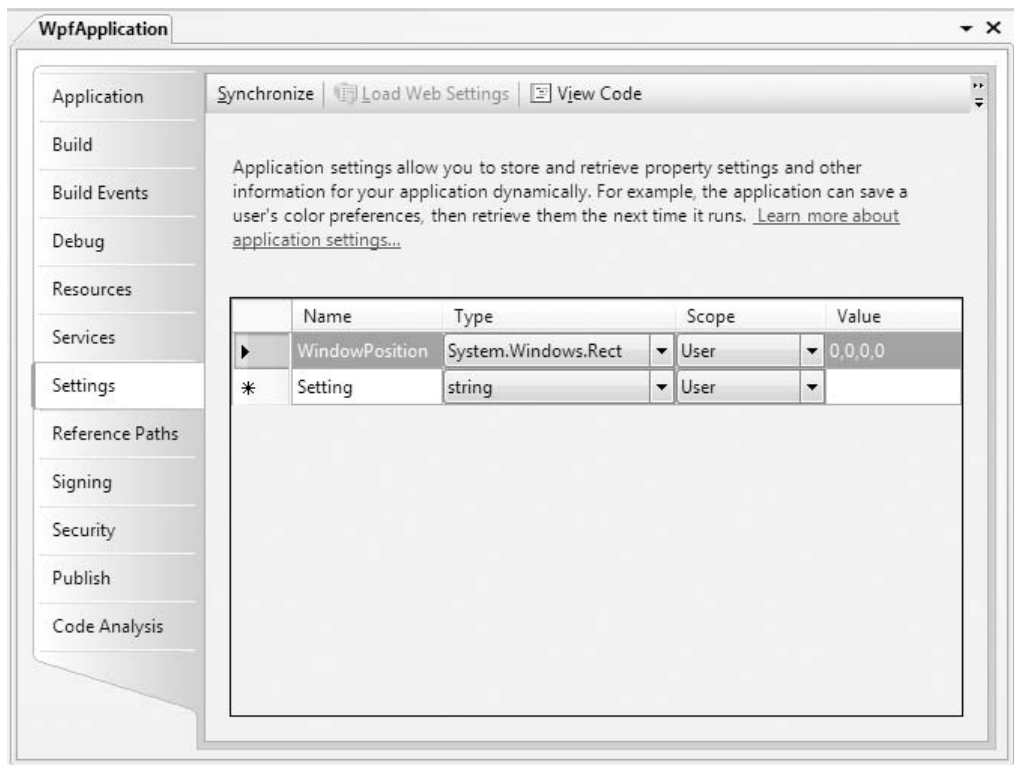 WpfApplication
Application
Build
Build Events
Debug
Resources
Services
Settings
Reference Paths
Signing
Security
Publish
Code Analysis
Synchronize Load Web Settings View Code
Application settings allow you to store and retrieve property settings and other
information for your application dynamically. For example, the application can save a
user's color preferences, then retrieve them the next time it runs. Learn more about
application settings...
Name Type Scope Value
WindowPosition System.Windows.Rect User 0,0,0,0
Setting string User